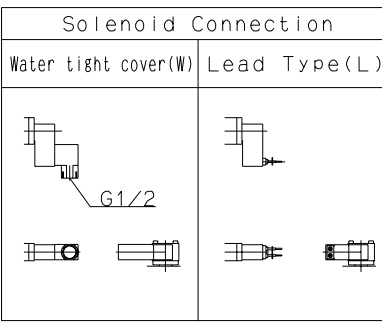 Solenoid Connection
Water tight cover(W)
Lead Type(L)
G1/2